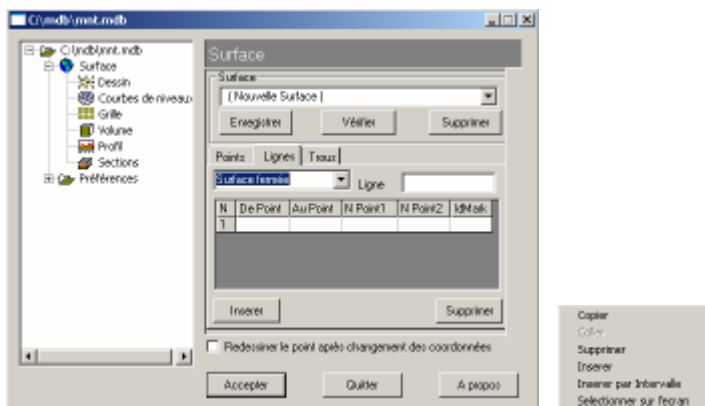 C:\mdb\mnt.mdb
C:\mdb\mnt.mdb
Surface
Dessin
Courbes de niveaux
Grille
Volume
Profil
Sections
Préférences
Surface
Surface
( Nouvelle Surface )
Enregistrer
Vérifier
Supprimer
Points Lignes Trous
Surface fermée
Ligne
N De Point Au Point N Point1 N Point2 IdMark
1
Inserer
Supprimer
Redessiner le point après changement des coordonnées
Accepter
Quitter
A propos
Copier
Coller
Supprimer
Inserer
Inserer par Intervalle
Selectionner sur l'ecran